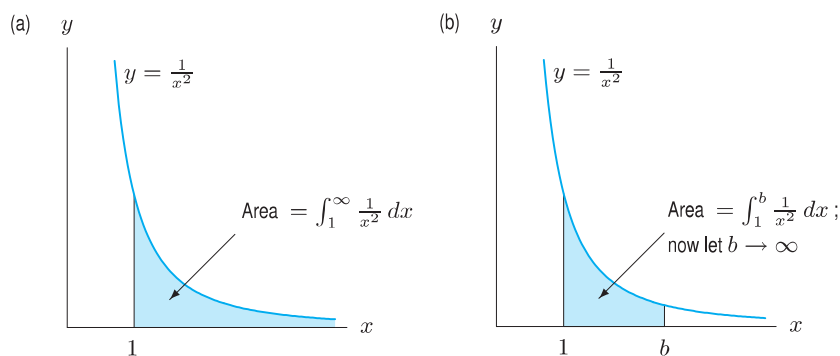 (a)
y
y = 1/x²
Area = ∫₁^∞ 1/x² dx
x
1
(b)
y
y = 1/x²
Area = ∫₁^b 1/x² dx ;
now let b → ∞
x
1
b